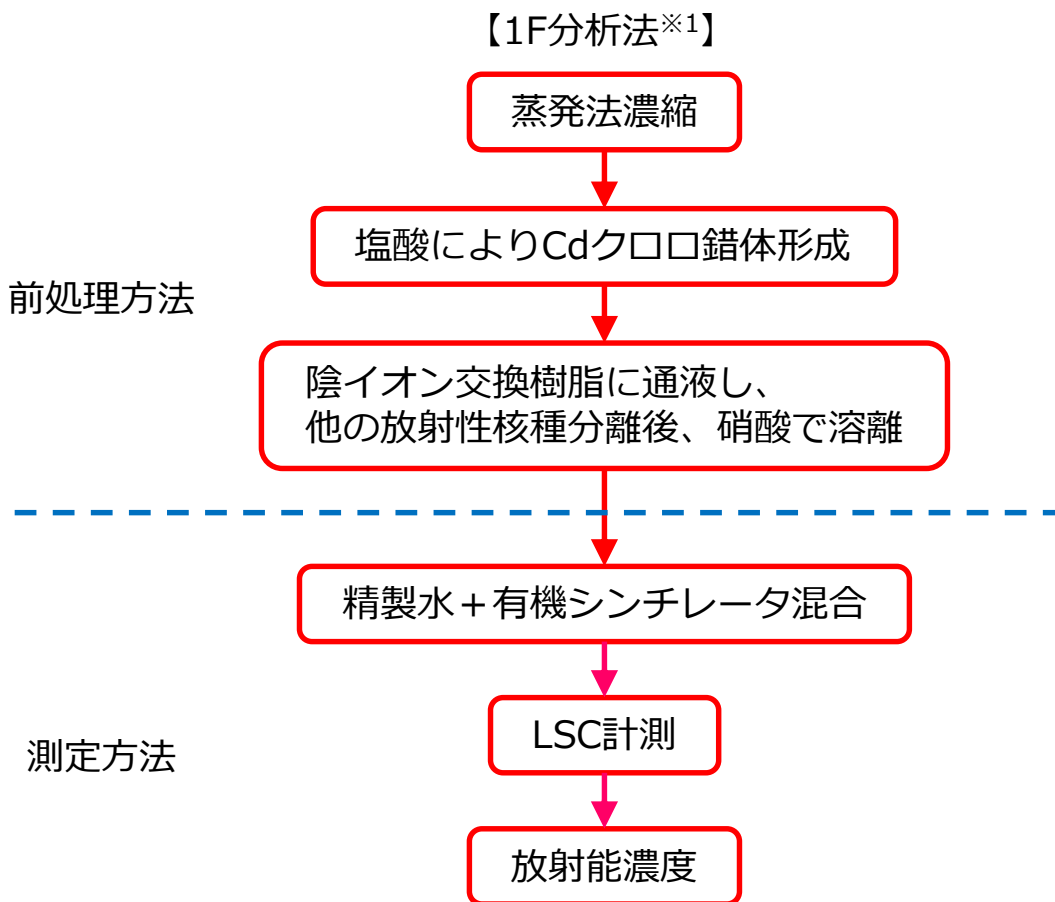 【1F分析法※1】
蒸発法濃縮
塩酸によりCdクロロ錯体形成
前処理方法
陰イオン交換樹脂に通液し、
他の放射性核種分離後、硝酸で溶離
精製水＋有機シンチレータ混合
LSC計測
測定方法
放射能濃度